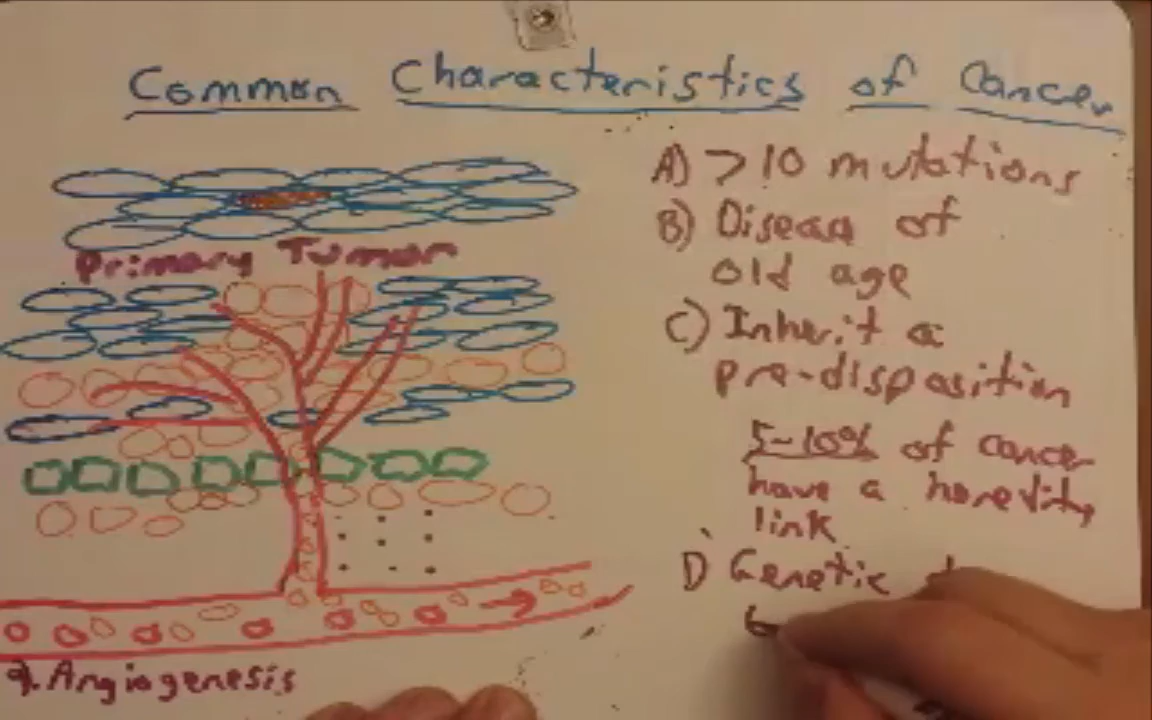 Common Characteristics of Cancer
Primary Tumor
9. Angiogenesis
A) > 10 mutations
B) Disease of
old age
C) Inherit a
pre-disposition
5-10% of cancer
have a heredity
link
D) Genetic